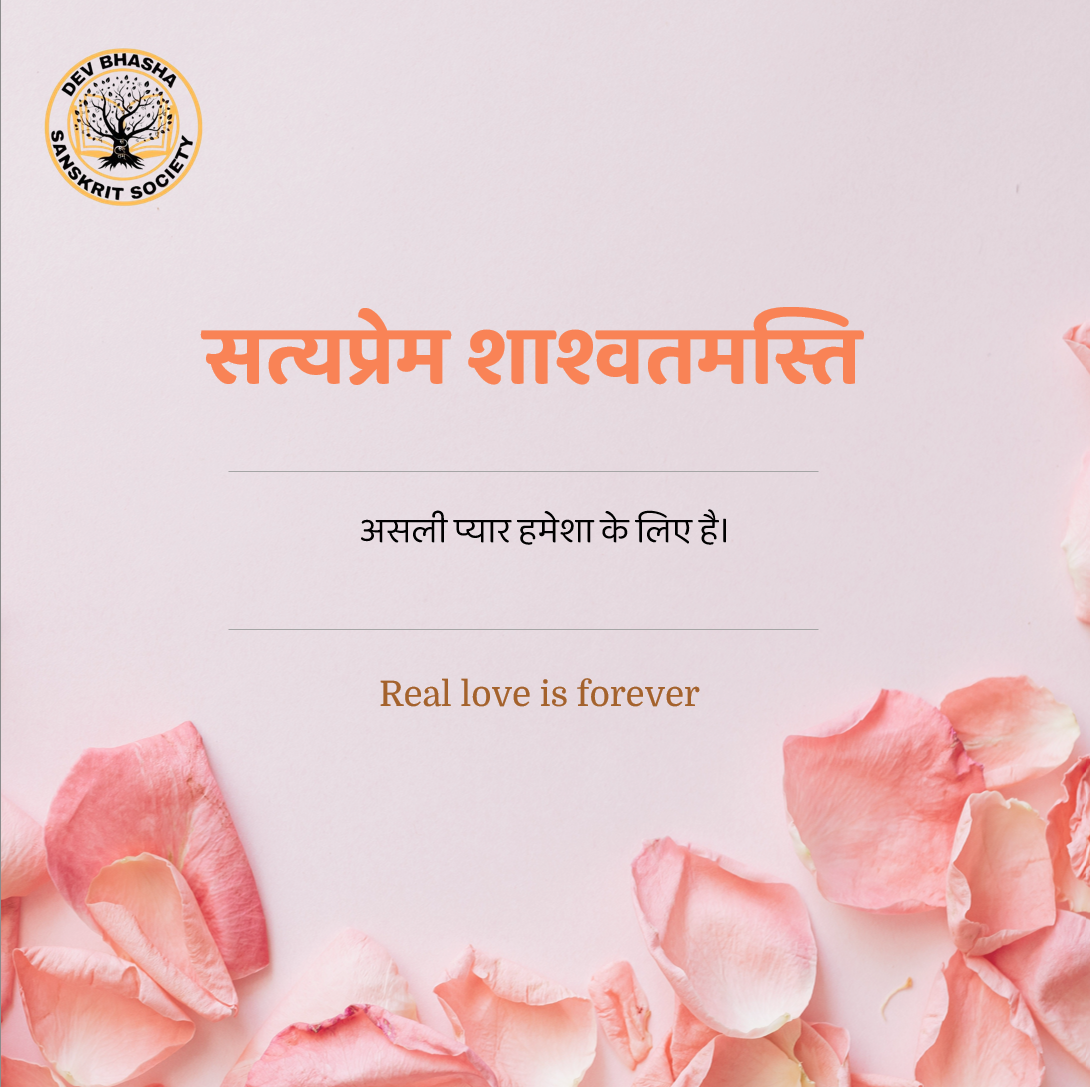 DEV BHASHA
SANSKRIT SOCIETY
सत्यप्रेम शाश्वतमस्ति
असली प्यार हमेशा के लिए है।
Real love is forever